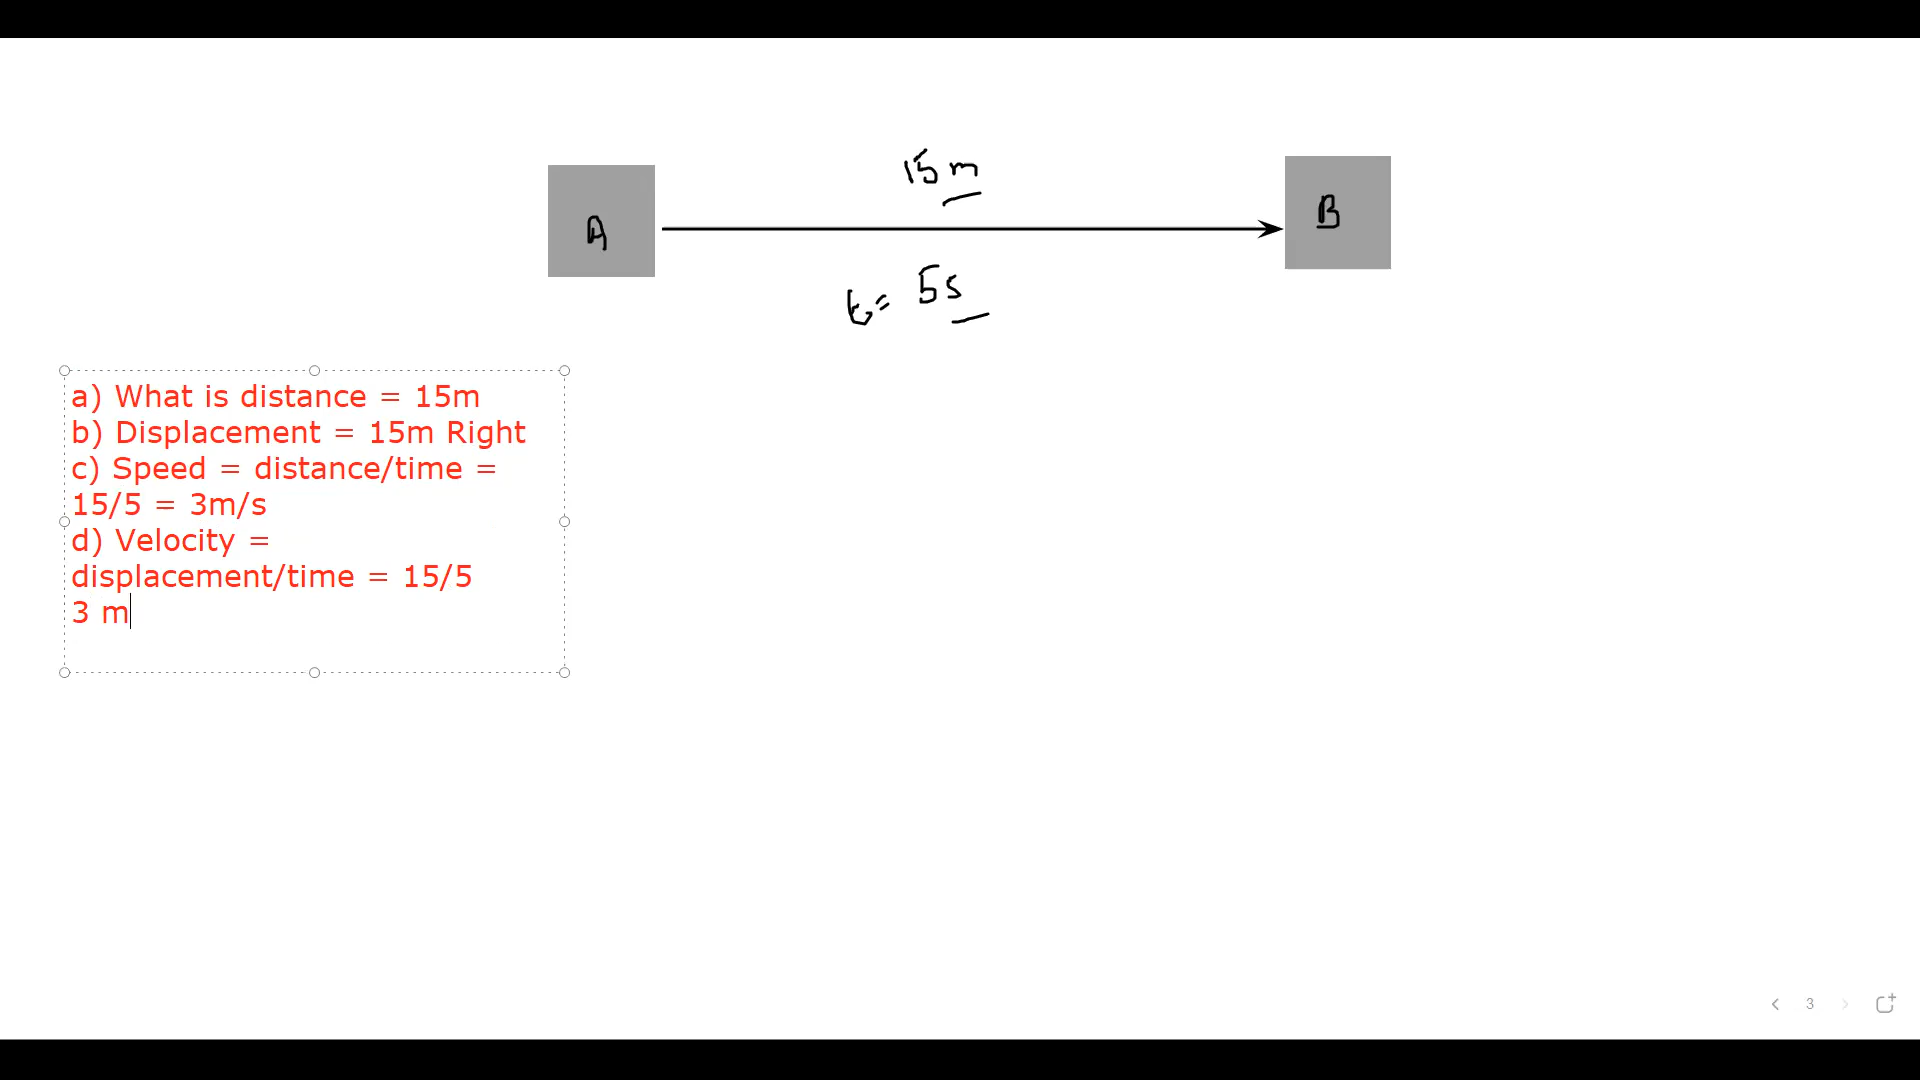 15 m
A
B
t = 5s
a) What is distance = 15m
b) Displacement = 15m Right
c) Speed = distance/time =
15/5 = 3m/s
d) Velocity =
displacement/time = 15/5
3 m
3